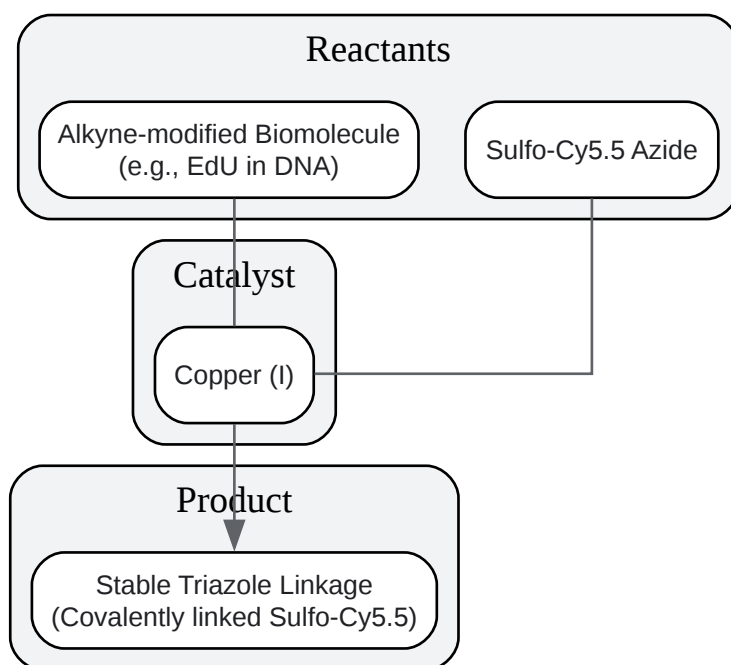 Reactants
Alkyne-modified Biomolecule
(e.g., EdU in DNA)
Sulfo-Cy5.5 Azide
Catalyst
Copper (I)
Product
Stable Triazole Linkage
(Covalently linked Sulfo-Cy5.5)